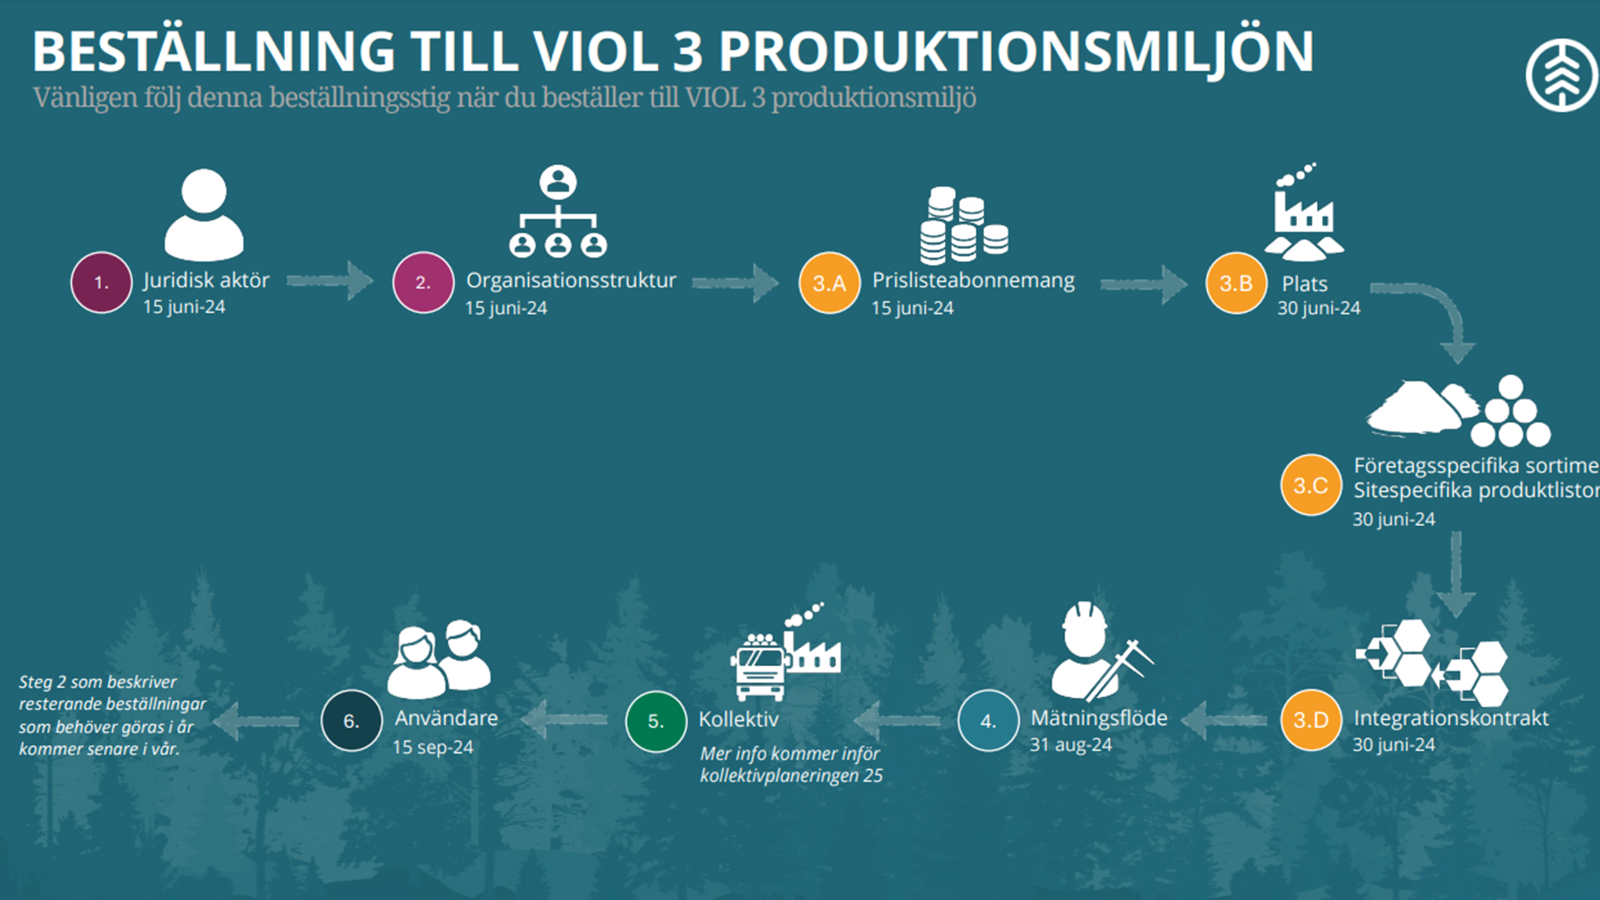 BESTÄLLNING TILL VIOL 3 PRODUKTIONSMILJÖN
Vänligen följ denna beställningsstig när du beställer till VIOL 3 produktionsmiljö
1.
Juridisk aktör
15 juni-24
2.
Organisationsstruktur
15 juni-24
3.A
Prislisteabonnemang
15 juni-24
3.B
Plats
30 juni-24
3.C
Företagsspecifika
Sitespecifika produktlistor
30 juni-24
3.D
Integrationskontrakt
30 juni-24
4.
Mätningsflöde
31 aug-24
5.
Kollektiv
Mer info kommer inför
kollektivplaneringen 25
6.
Användare
15 sep-24
Steg 2 som beskriver
resterande beställningar
som behöver göras i år
kommer senare i vår.